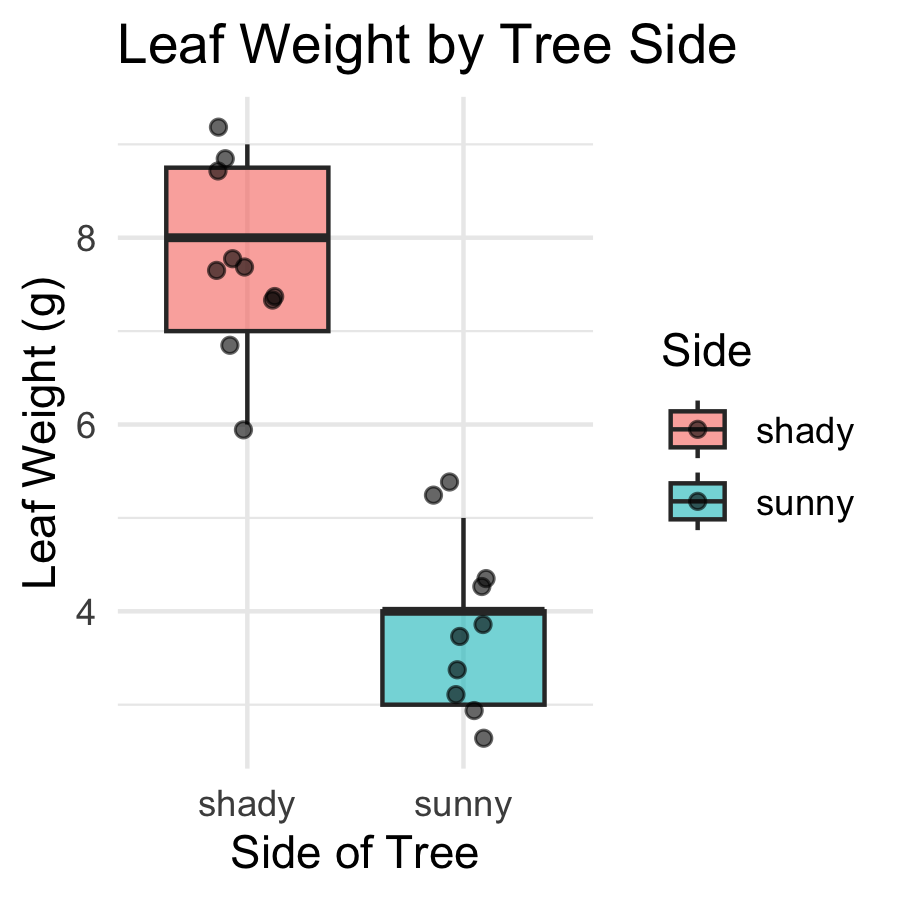 Leaf Weight by Tree Side
Leaf Weight (g)
8
6
4
shady
sunny
Side of Tree
Side
shady
sunny